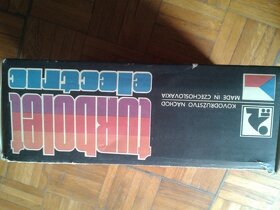 turbolet
electric
KOVODRUŽSTVO NÁCHOD
MADE IN CZECHOSLOVAKIA